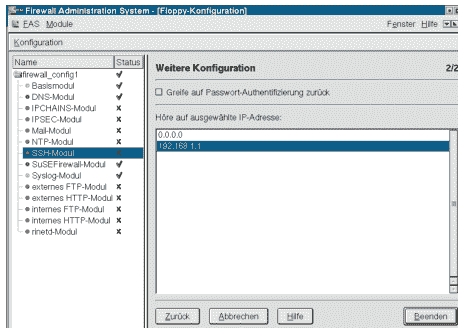 Firewall Administration System - [Floppy-Konfiguration]
EAS Module Fenster Hilfe
Konfiguration
Name Status
firewall_config1
Basismodul
DNS-Modul
IPCHAINS-Modul
IPSEC-Modul
Mail-Modul
NTP-Modul
SSH-Modul
SuSEFirewall-Modul
Syslog-Modul
externes FTP-Modul
externes HTTP-Modul
internes FTP-Modul
internes HTTP-Modul
rinetd-Modul
Weitere Konfiguration 2/2
Greife auf Passwort-Authentifizierung zurück
Höre auf ausgewählte IP-Adresse:
0.0.0.0
192.168.1.1
Zurück Abbrechen Hilfe Beenden